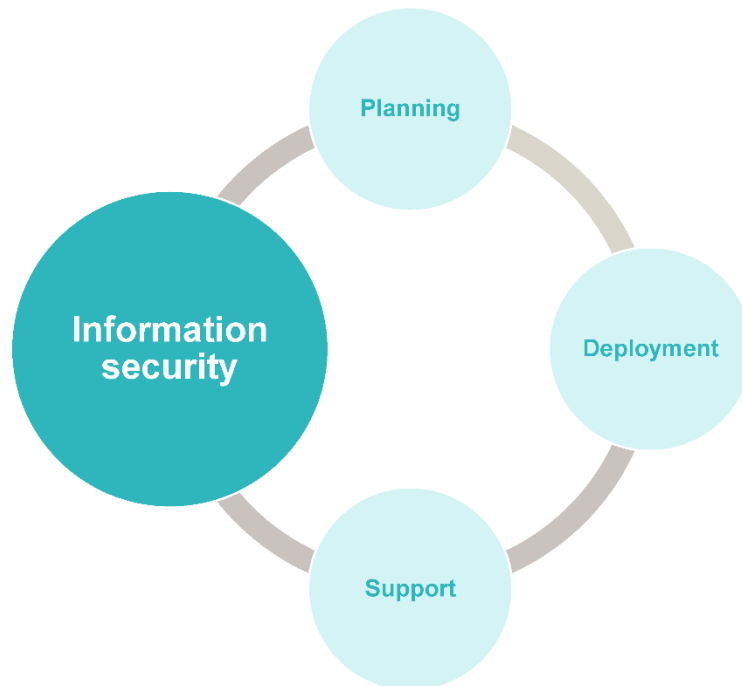 Planning
Information
security
Deployment
Support